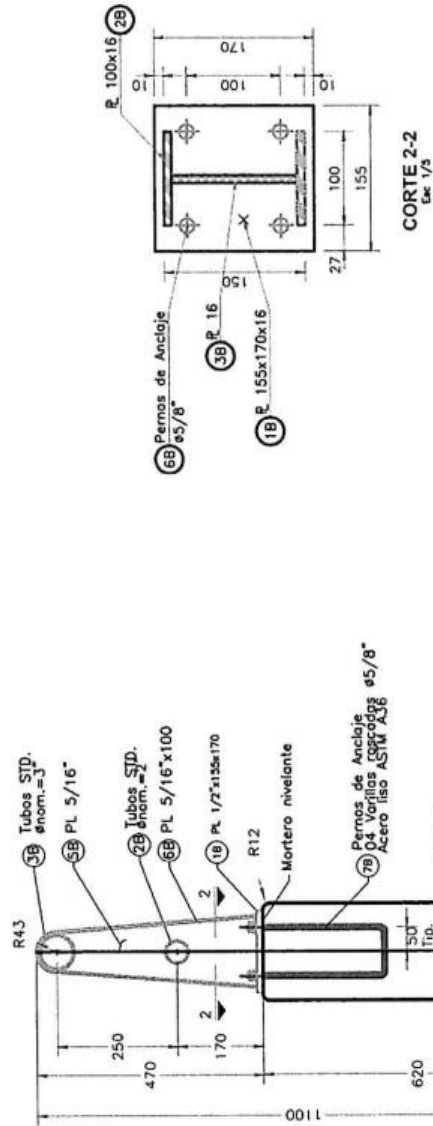 R43
3B Tubos STD.
ønom.=3"
5B PL 5/16"
2B Tubos STD.
ønom.=2"
6B PL 5/16"x100
1B PL 1/2"x155x170
R12
Mortero nivelante
7B Pernos de Anclaje
04 Varillas roscadas ø5/8"
Acero liso ASTM A36
2
2
250
170
470
620
1100
50
Tip.
6B Pernos de Anclaje
ø5/8"
3B PL 16
1B PL 155x170x16
PL 100x16 2B
170
10
100
10
150
27
100
155
CORTE 2-2
Esc 1/5